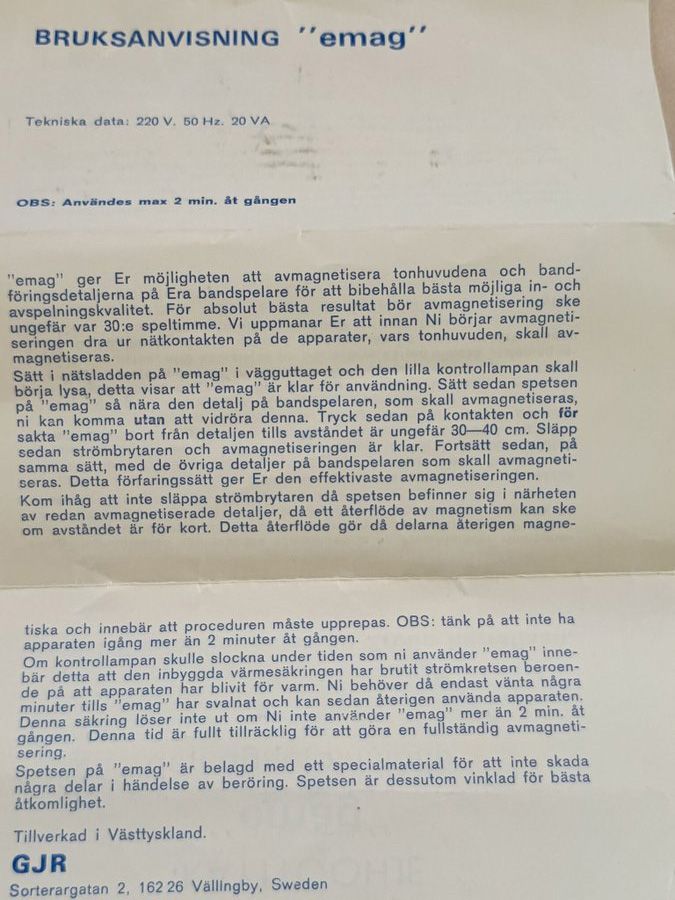 BRUKSANVISNING "emag"
Tekniska data: 220 V. 50 Hz. 20 VA
OBS: Användes max 2 min. åt gången
"emag" ger Er möjligheten att avmagnetisera tonhuvudena och band-
föringsdetaljerna på Era bandspelare för att bibehålla bästa möjliga in- och
avspelningskvalitet. För absolut bästa resultat bör avmagnetisering ske
ungefär var 30:e speltimme. Vi uppmanar Er att innan Ni börjar avmagneti-
seringen dra ur nätkontakten på de apparater, vars tonhuvuden, skall av-
magnetiseras.
Sätt i nätsladden på "emag" i vägguttaget och den lilla kontrollampan skall
börja lysa, detta visar att "emag" är klar för användning. Sätt sedan spetsen
på "emag" så nära den detalj på bandspelaren, som skall avmagnetiseras,
ni kan komma utan att vidröra denna. Tryck sedan på kontakten och för
sakta "emag" bort från detaljen tills avståndet är ungefär 30—40 cm. Släpp
sedan strömbrytaren och avmagnetiseringen är klar. Fortsätt sedan, på
samma sätt, med de övriga detaljer på bandspelaren som skall avmagneti-
seras. Detta förfaringssätt ger Er den effektivaste avmagnetiseringen.
Kom ihåg att inte släppa strömbrytaren då spetsen befinner sig i närheten
av redan avmagnetiserade detaljer, då ett återflöde av magnetism kan ske
om avståndet är för kort. Detta återflöde gör då delarna återigen magne-
tiska och innebär att proceduren måste upprepas. OBS: tänk på att inte ha
apparaten igång mer än 2 minuter åt gången.
Om kontrollampan skulle slockna under tiden som ni använder "emag" inne-
bär detta att den inbyggda värmesäkringen har brutit strömkretsen beroen-
de på att apparaten har blivit för varm. Ni behöver då endast vänta några
minuter tills "emag" har svalnat och kan sedan återigen använda apparaten.
Denna säkring löser inte ut om Ni inte använder "emag" mer än 2 min. åt
gången. Denna tid är fullt tillräcklig för att göra en fullständig avmagneti-
sering.
Spetsen på "emag" är belagd med ett specialmaterial för att inte skada
några delar i händelse av beröring. Spetsen är dessutom vinklad för bästa
åtkomlighet.
Tillverkad i Västtyskland.
GJR
Sorterargatan 2, 162 26 Vällingby, Sweden